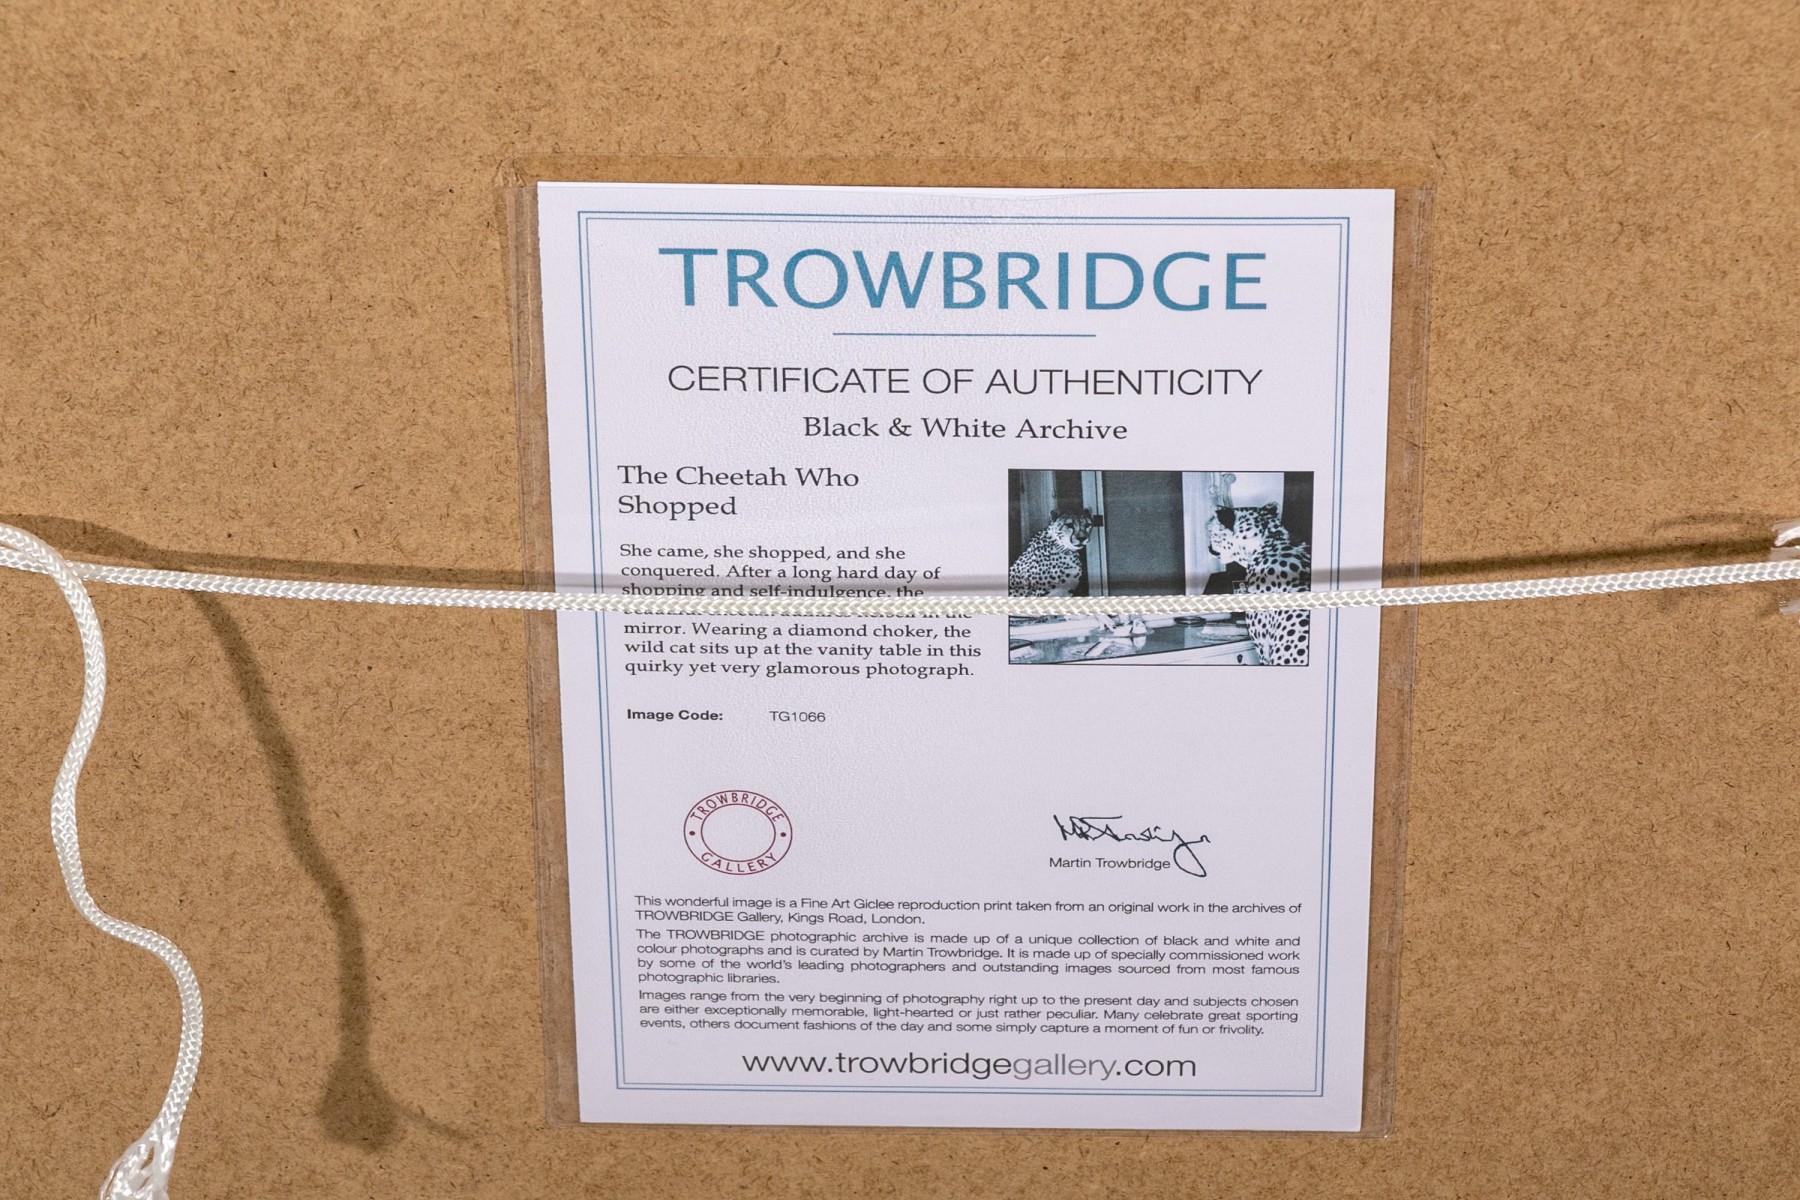 TROWBRIDGE
CERTIFICATE OF AUTHENTICITY
Black & White Archive
The Cheetah Who
Shopped
She came, she shopped, and she
conquered. After a long hard day of
shopping and self-indulgence, the
herself in the
mirror. Wearing a diamond choker, the
wild cat sits up at the vanity table in this
quirky yet very glamorous photograph.
Image Code: TG1066
TROWBRIDGE
GALLERY
Martin Trowbridge
This wonderful image is a Fine Art Giclee reproduction print taken from an original work in the archives of
TROWBRIDGE Gallery, Kings Road, London.
The TROWBRIDGE photographic archive is made up of a unique collection of black and white and
colour photographs and is curated by Martin Trowbridge. It is made up of specially commissioned work
by some of the world's leading photographers and outstanding images sourced from most famous
photographic libraries.
Images range from the very beginning of photography right up to the present day and subjects chosen
are either exceptionally memorable, light-hearted or just rather peculiar. Many celebrate great sporting
events, others document fashions of the day and some simply capture a moment of fun or frivolity.
www.trowbridgegallery.com